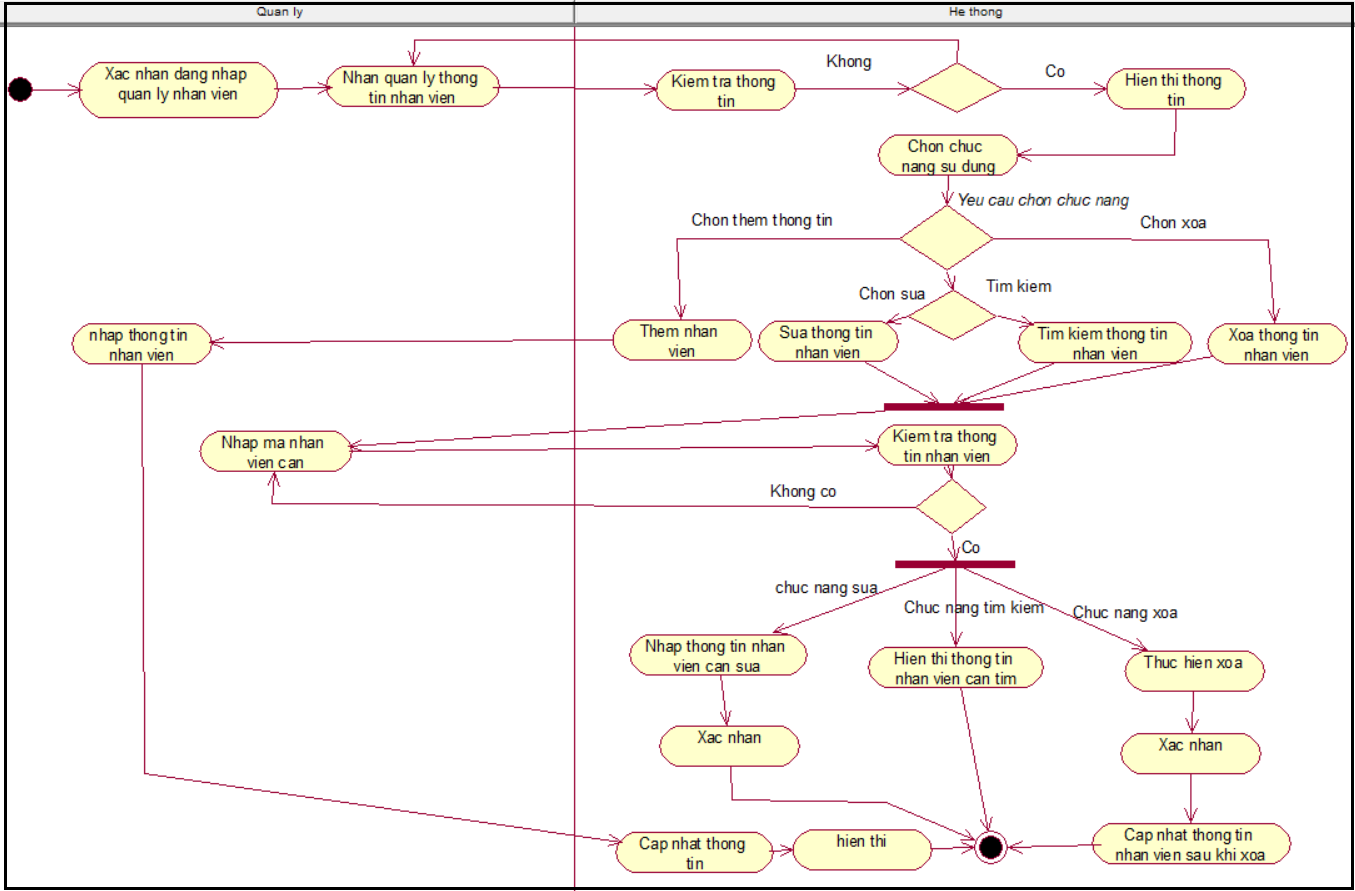 Quan ly
He thong
Xac nhan dang nhap
quan ly nhan vien
Nhan quan ly thong
tin nhan vien
Kiem tra thong
tin
Khong
Co
Hien thi thong
tin
Chon chuc
nang su dung
Yeu cau chon chuc nang
Chon them thong tin
Chon xoa
Chon sua
Tim kiem
nhap thong tin
nhan vien
Them nhan
vien
Sua thong tin
nhan vien
Tim kiem thong tin
nhan vien
Xoa thong tin
nhan vien
Nhap ma nhan
vien can
Kiem tra thong
tin nhan vien
Khong co
Co
chuc nang sua
Chuc nang tim kiem
Chuc nang xoa
Nhap thong tin nhan
vien can sua
Hien thi thong tin
nhan vien can tim
Thuc hien xoa
Xac nhan
Xac nhan
Cap nhat thong
tin
hien thi
Cap nhat thong tin
nhan vien sau khi xoa